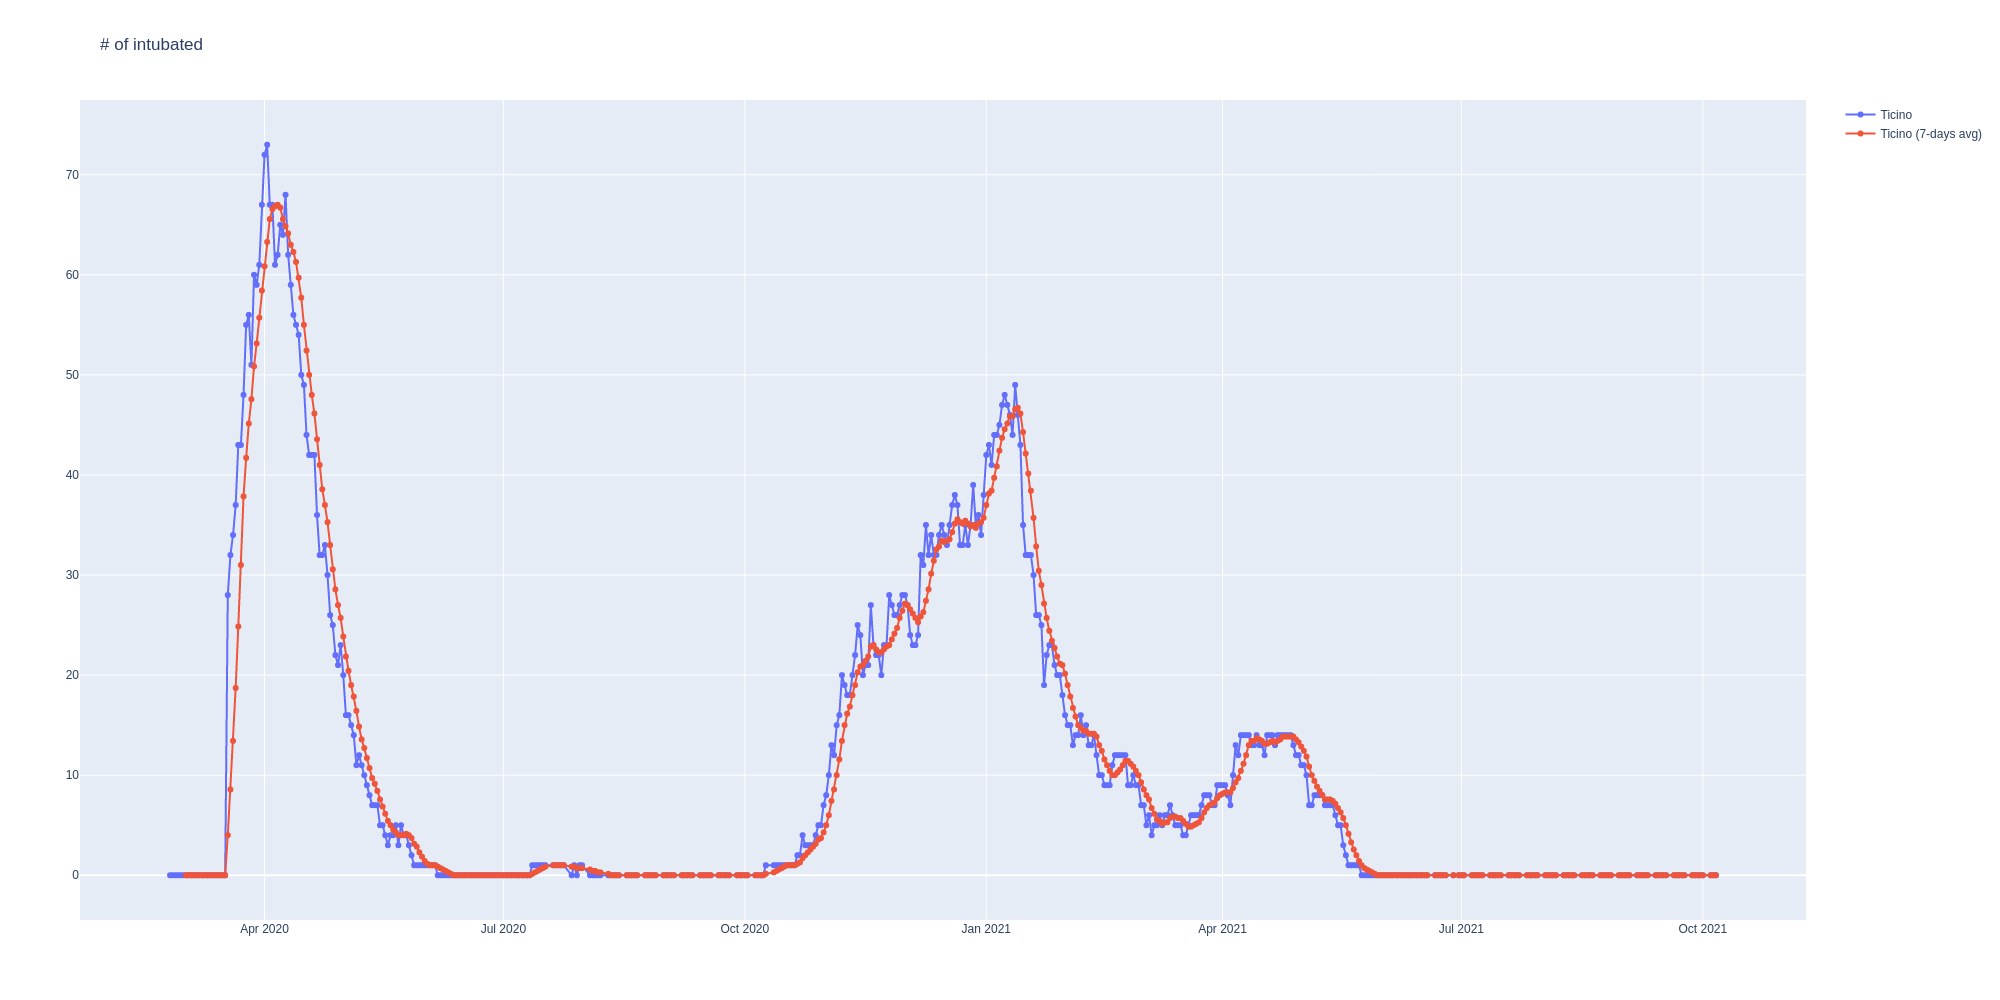 # of intubated
Ticino
Ticino (7-days avg)
70
60
50
40
30
20
10
0
Apr 2020
Jul 2020
Oct 2020
Jan 2021
Apr 2021
Jul 2021
Oct 2021